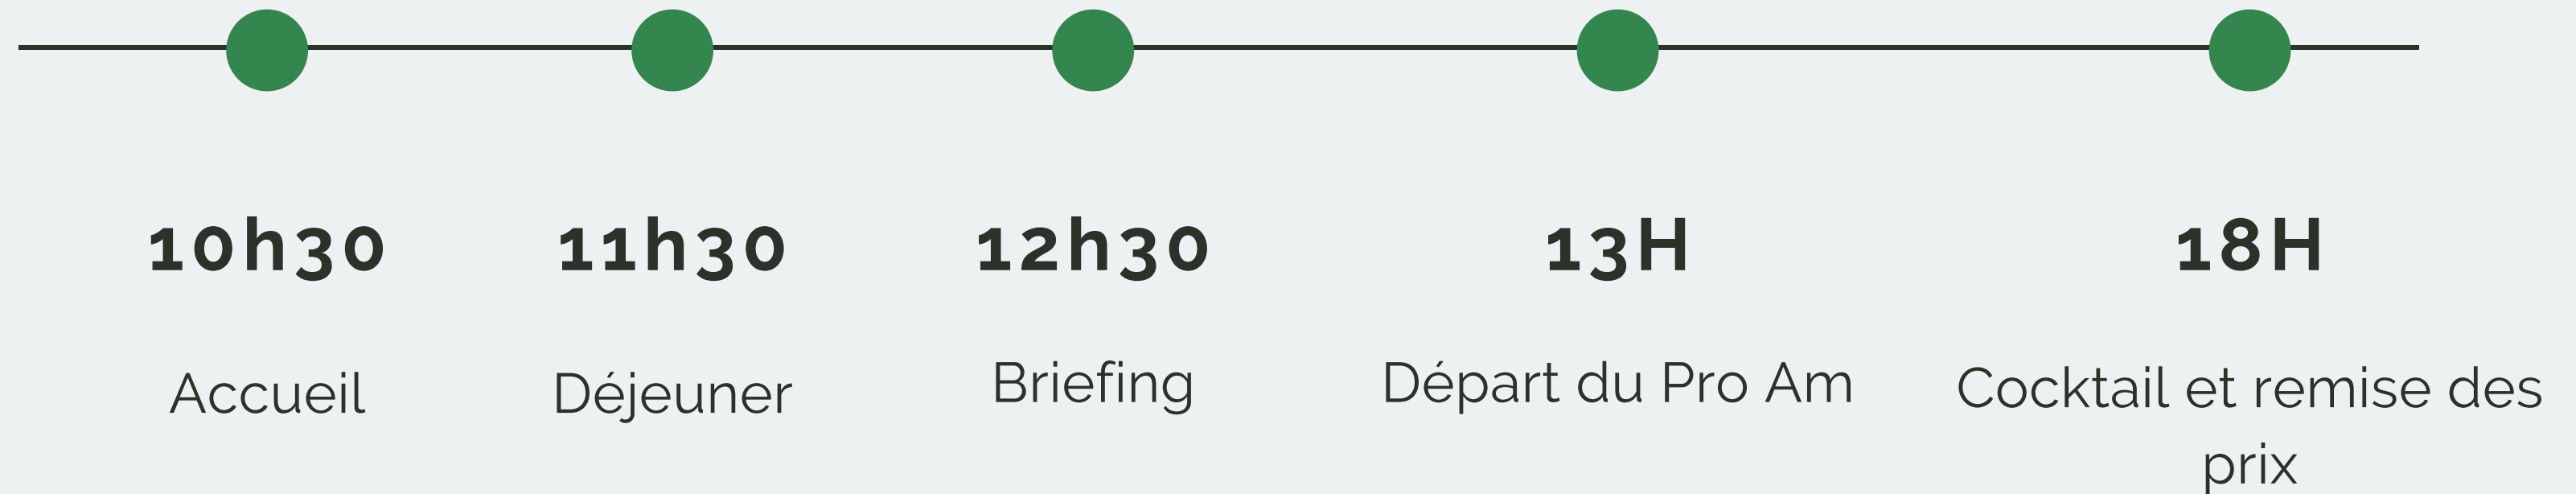 10h30
11h30
12h30
13H
18H
Accueil
Déjeuner
Briefing
Départ du Pro Am
Cocktail et remise des
prix